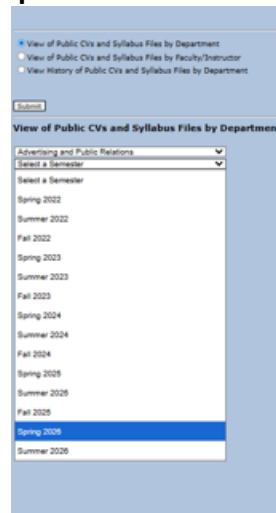 View of Public CVs and Syllabus Files by Department
View of Public CVs and Syllabus Files by Faculty/Instructor
View History of Public CVs and Syllabus Files by Department
Submit
View of Public CVs and Syllabus Files by Departmen
Advertising and Public Relations
Select a Semester
Select a Semester
Spring 2022
Summer 2022
Fall 2022
Spring 2023
Summer 2023
Fall 2023
Spring 2024
Summer 2024
Fall 2024
Spring 2025
Summer 2025
Fall 2025
Spring 2026
Summer 2026